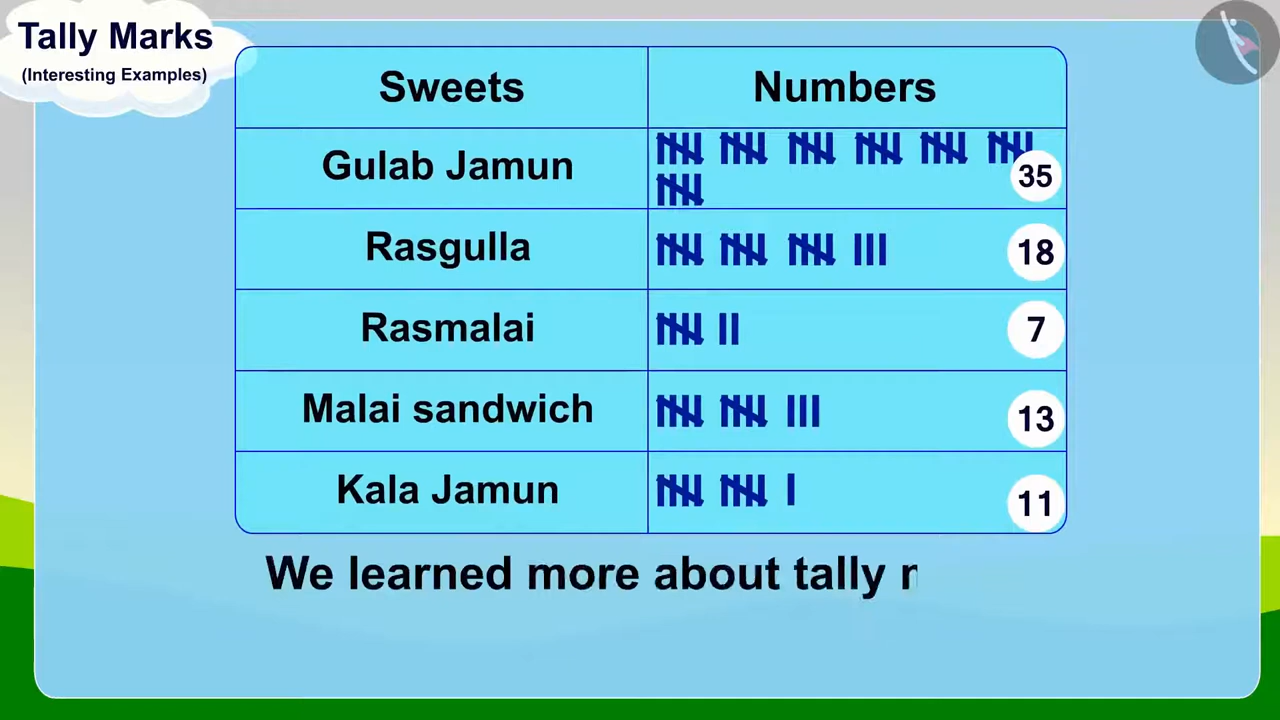 Tally Marks
(Interesting Examples)
Sweets Numbers
Gulab Jamun 35
Rasgulla 18
Rasmalai 7
Malai sandwich 13
Kala Jamun 11
We learned more about tally